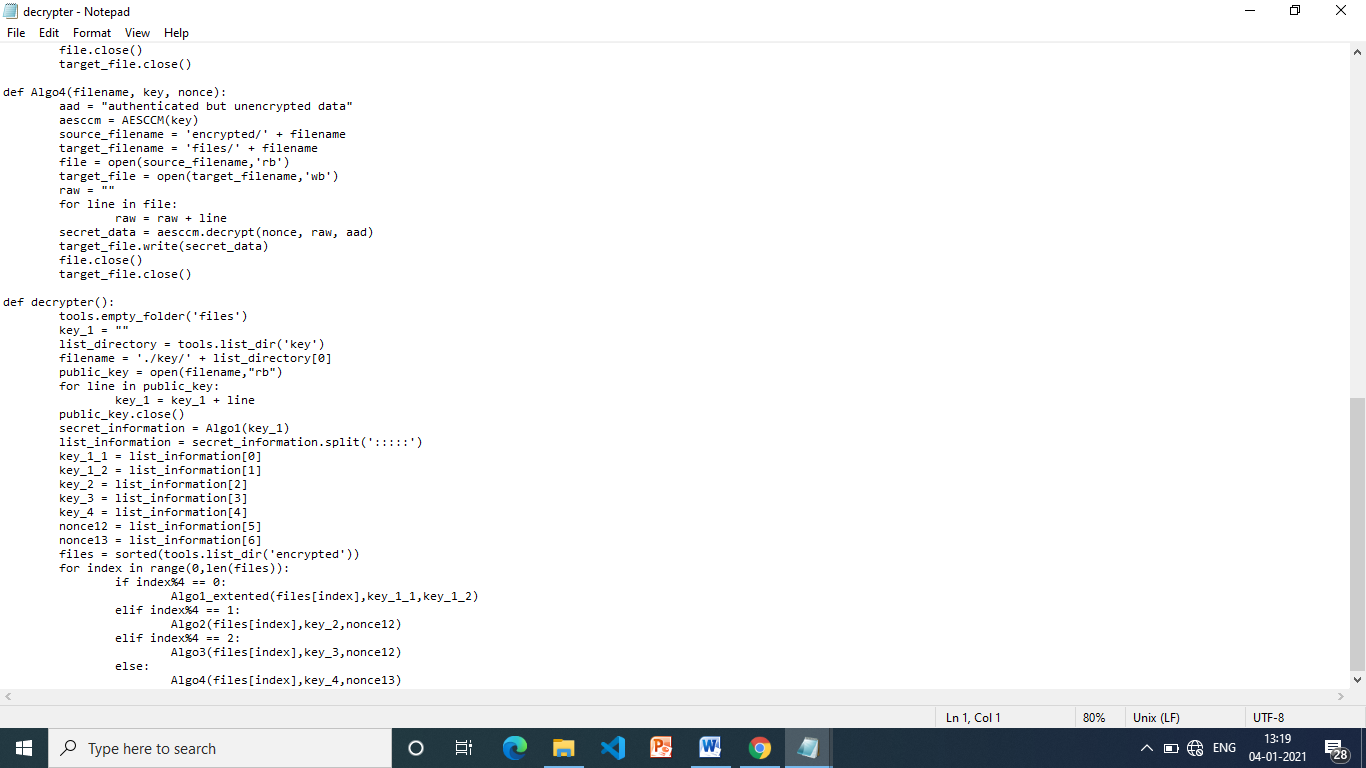 decrypter - Notepad
File Edit Format View Help
        file.close()
        target_file.close()

def Algo4(filename, key, nonce):
        aad = "authenticated but unencrypted data"
        aesccm = AESCCM(key)
        source_filename = 'encrypted/' + filename
        target_filename = 'files/' + filename
        file = open(source_filename,'rb')
        target_file = open(target_filename,'wb')
        raw = ""
        for line in file:
                raw = raw + line
        secret_data = aesccm.decrypt(nonce, raw, aad)
        target_file.write(secret_data)
        file.close()
        target_file.close()

def decrypter():
        tools.empty_folder('files')
        key_1 = ""
        list_directory = tools.list_dir('key')
        filename = './key/' + list_directory[0]
        public_key = open(filename,"rb")
        for line in public_key:
                key_1 = key_1 + line
        public_key.close()
        secret_information = Algo1(key_1)
        list_information = secret_information.split(':::::')
        key_1_1 = list_information[0]
        key_1_2 = list_information[1]
        key_2 = list_information[2]
        key_3 = list_information[3]
        key_4 = list_information[4]
        nonce12 = list_information[5]
        nonce13 = list_information[6]
        files = sorted(tools.list_dir('encrypted'))
        for index in range(0,len(files)):
                if index%4 == 0:
                        Algo1_extented(files[index],key_1_1,key_1_2)
                elif index%4 == 1:
                        Algo2(files[index],key_2,nonce12)
                elif index%4 == 2:
                        Algo3(files[index],key_3,nonce12)
                else:
                        Algo4(files[index],key_4,nonce13)
Ln 1, Col 1 80% Unix (LF) UTF-8
Type here to search
ENG
13:19
04-01-2021
28